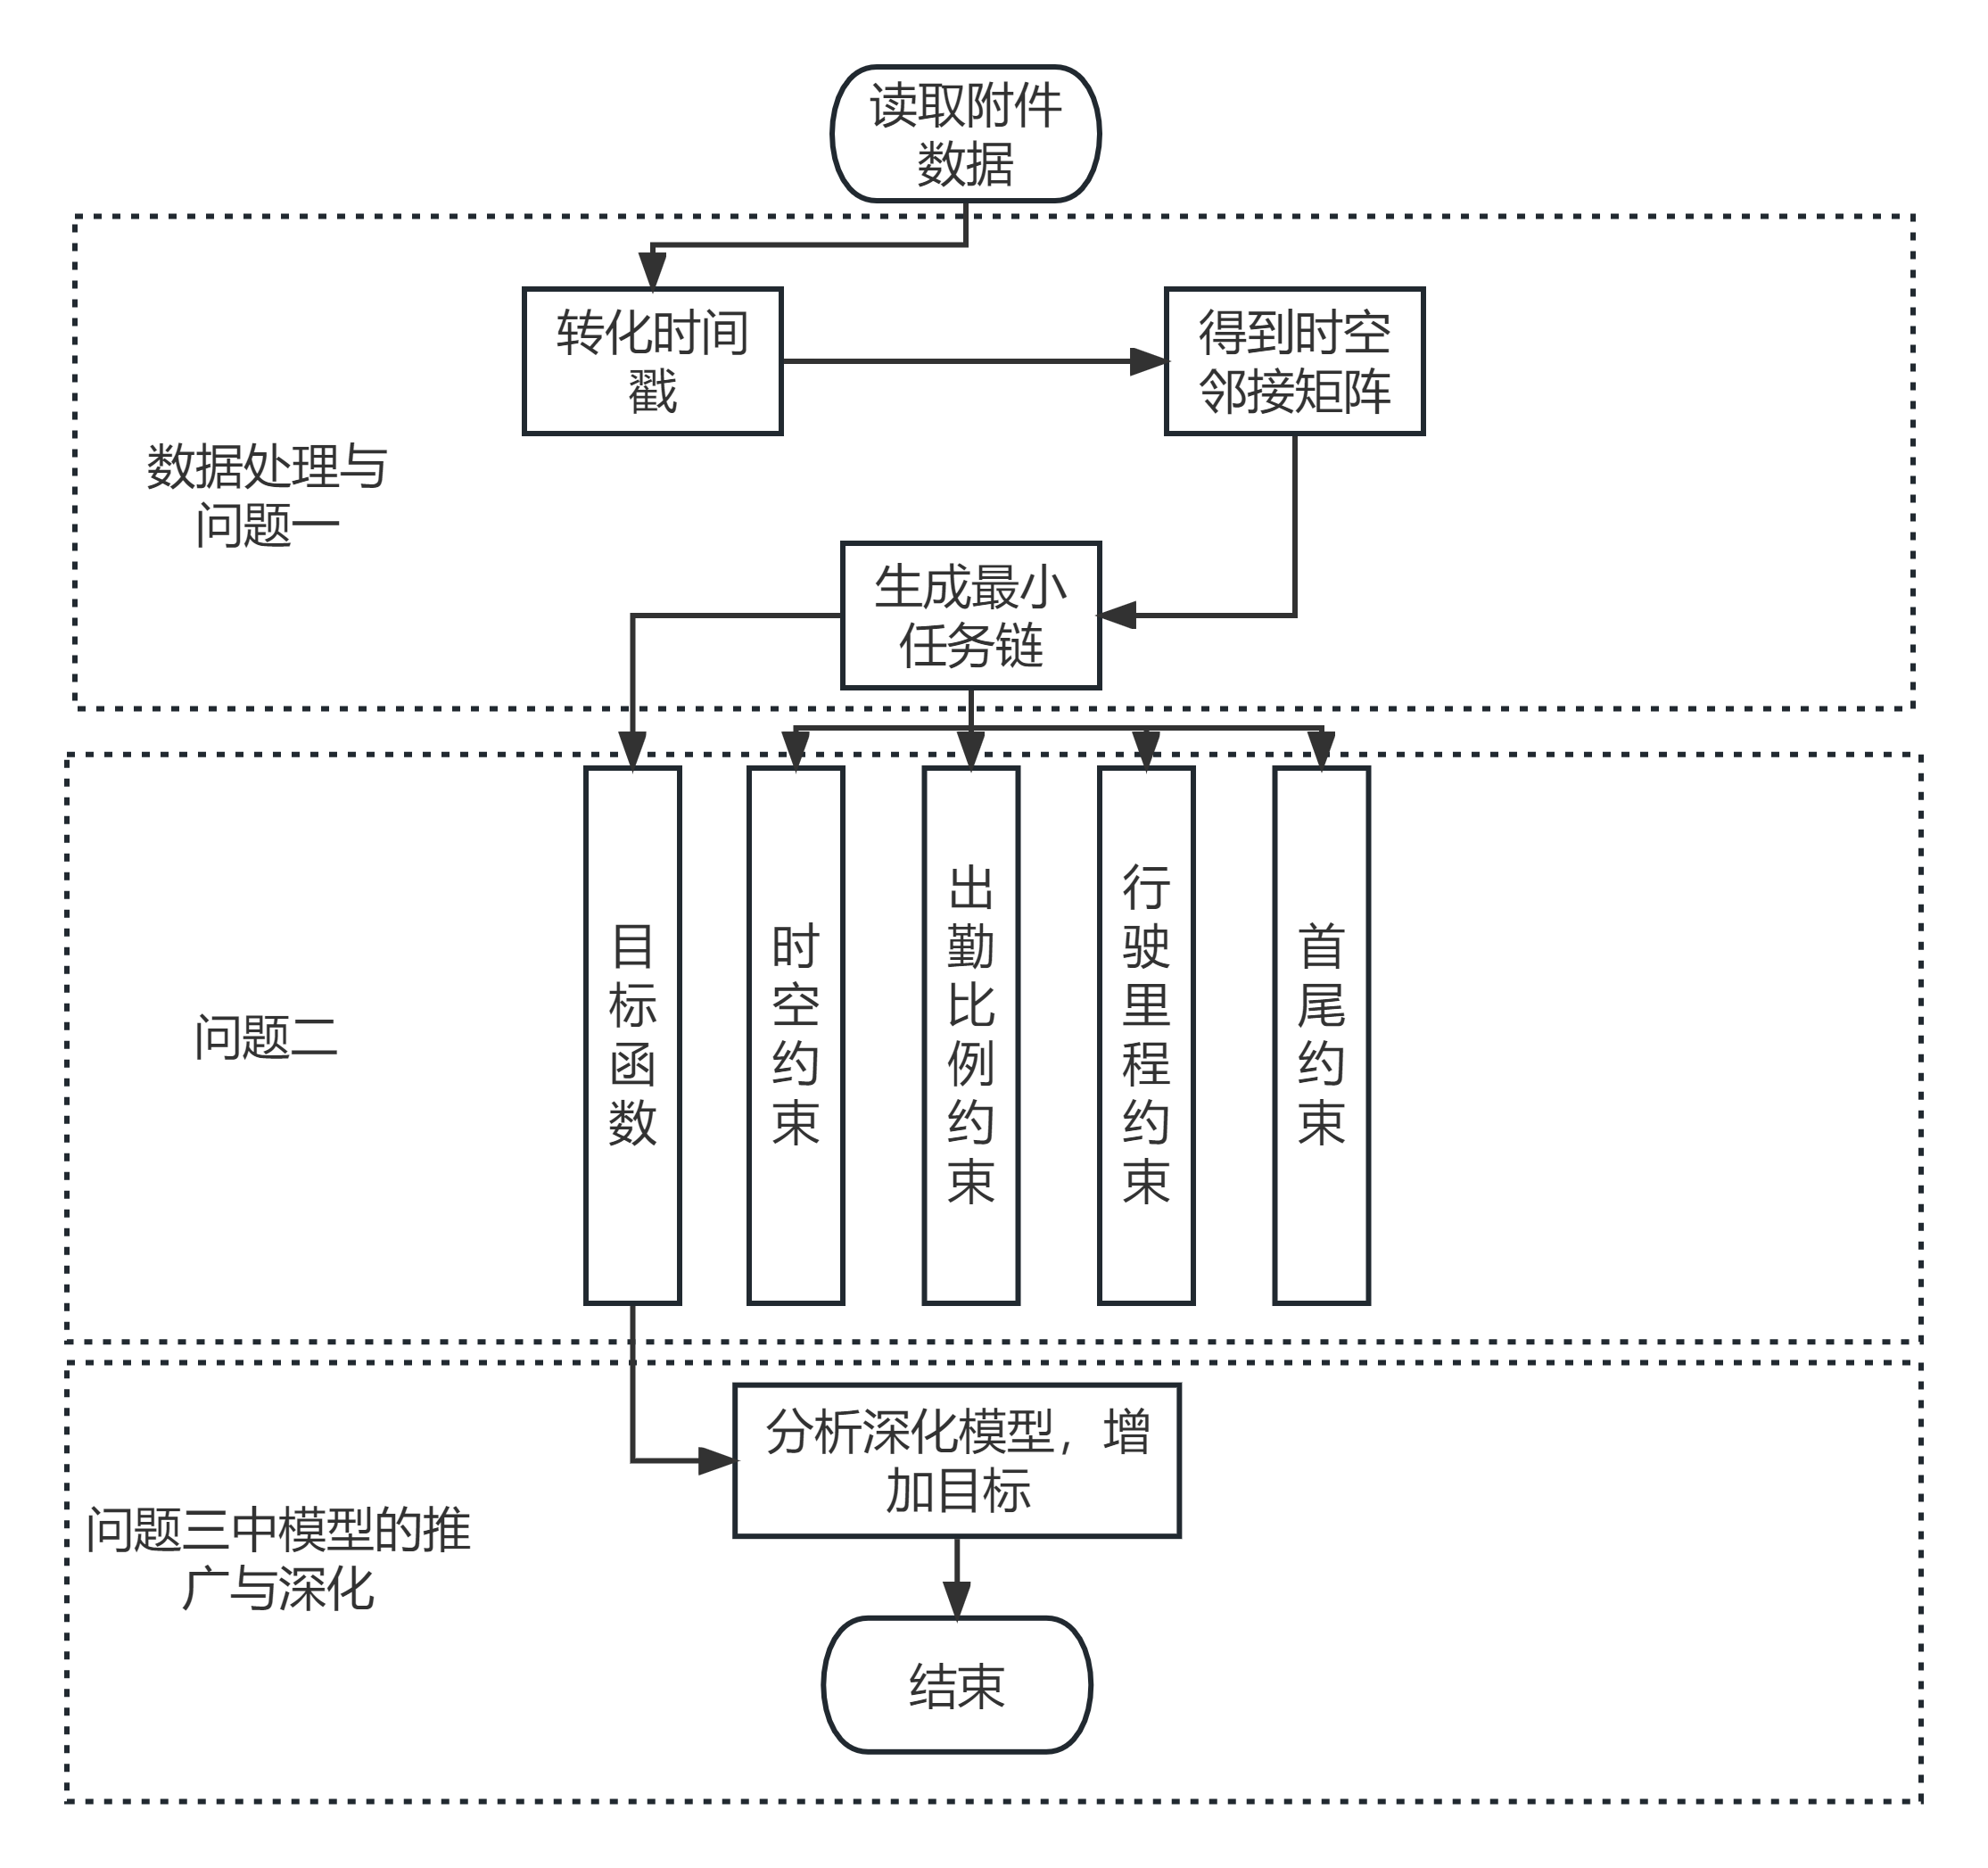 读取附件
数据
转化时间
戳
得到时空
邻接矩阵
数据处理与
问题一
生成最小
任务链
问题二
目标函数
时空约束
出勤比例约束
行驶里程约束
首尾约束
分析深化模型，增
加目标
问题三中模型的推
广与深化
结束